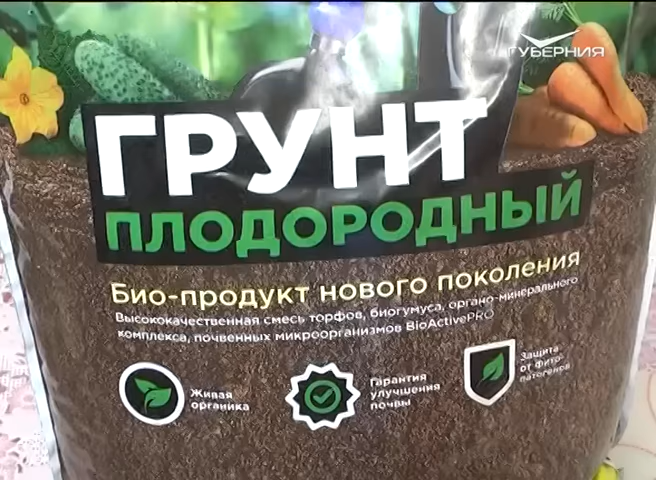 ГУБЕРНИЯ
ГРУНТ
ПЛОДОРОДНЫЙ
Био-продукт нового поколения
Высококачественная смесь торфов, биогумуса, органо-минерального
комплекса, почвенных микроорганизмов BioActivePRO
Живая
органика
Гарантия
улучшения
почвы
Защита
от фито-
патогенов